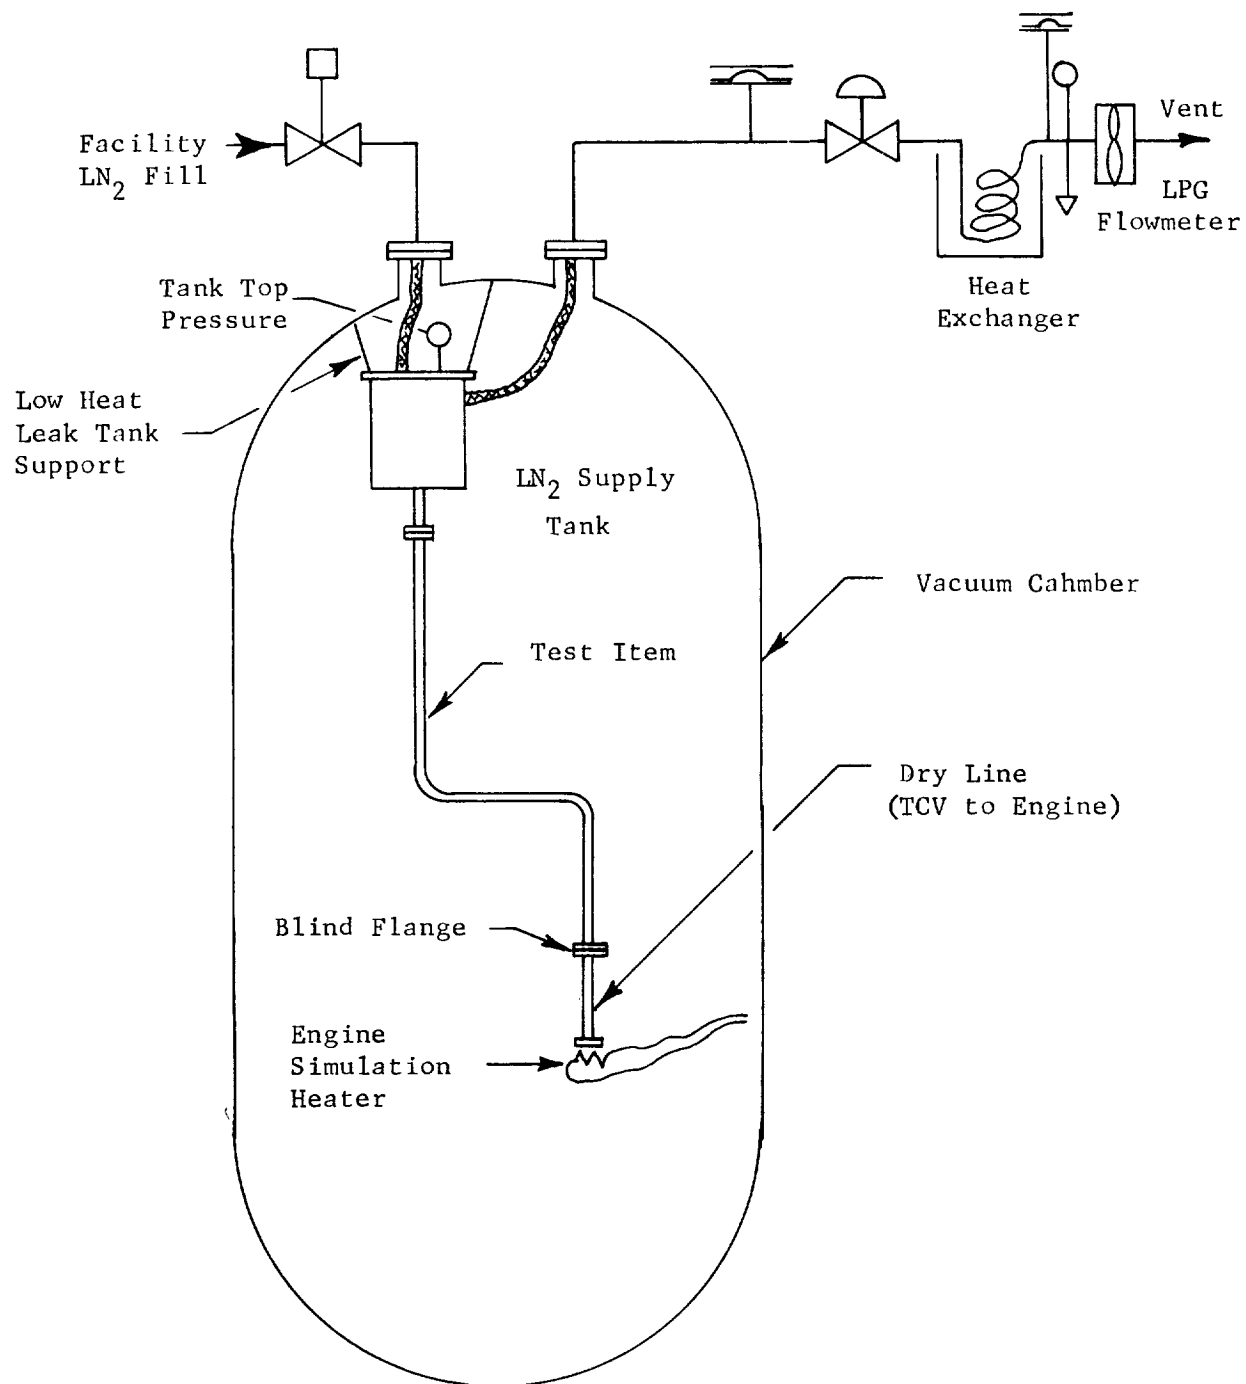 Facility
LN2 Fill
Vent
LPG
Flowmeter
Heat
Exchanger
Tank Top
Pressure
Low Heat
Leak Tank
Support
LN2 Supply
Tank
Vacuum Cahmber
Test Item
Dry Line
(TCV to Engine)
Blind Flange
Engine
Simulation
Heater